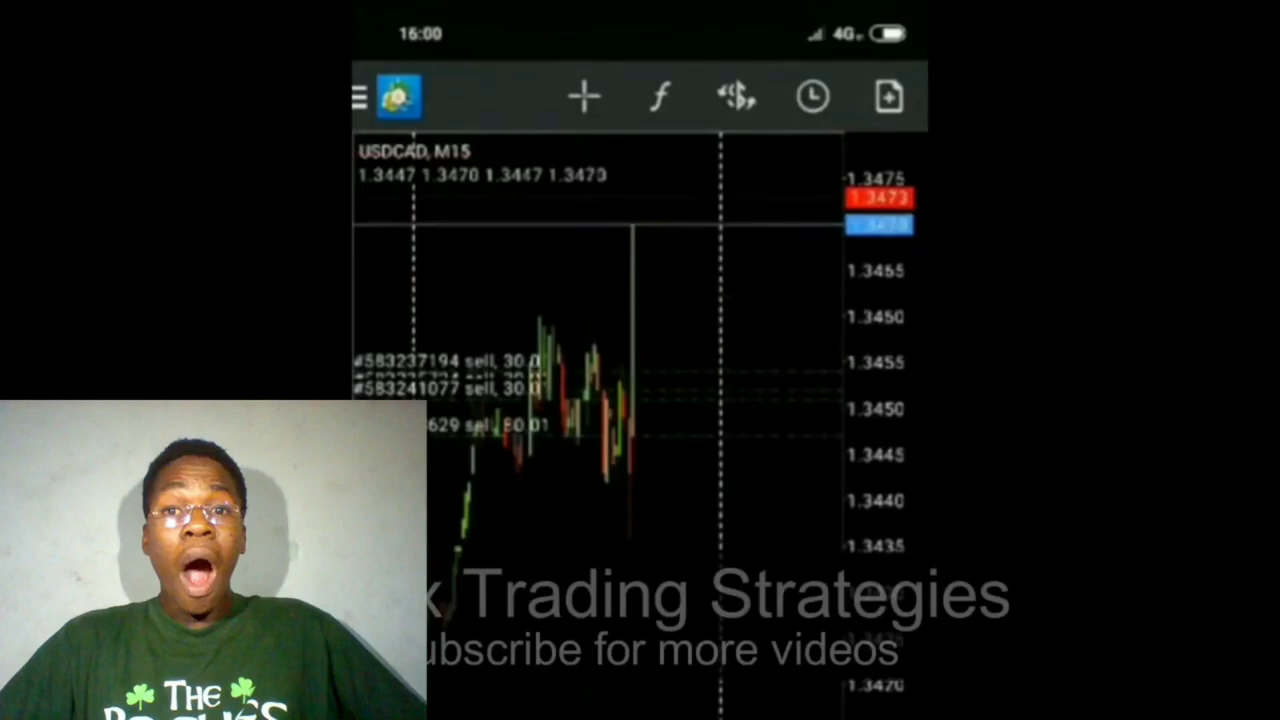 16:00
4G
f
USDCAD, M15
1.3447 1.3470 1.3447 1.3470
1.3475
1.3473
1.3465
1.3450
#583237194 sell, 30.0
1.3455
#583241077 sell, 30.0
1.3450
629 sell, 80.01
1.3445
1.3440
1.3435
x Trading Strategies
ubscribe for more videos
1.3420
THE